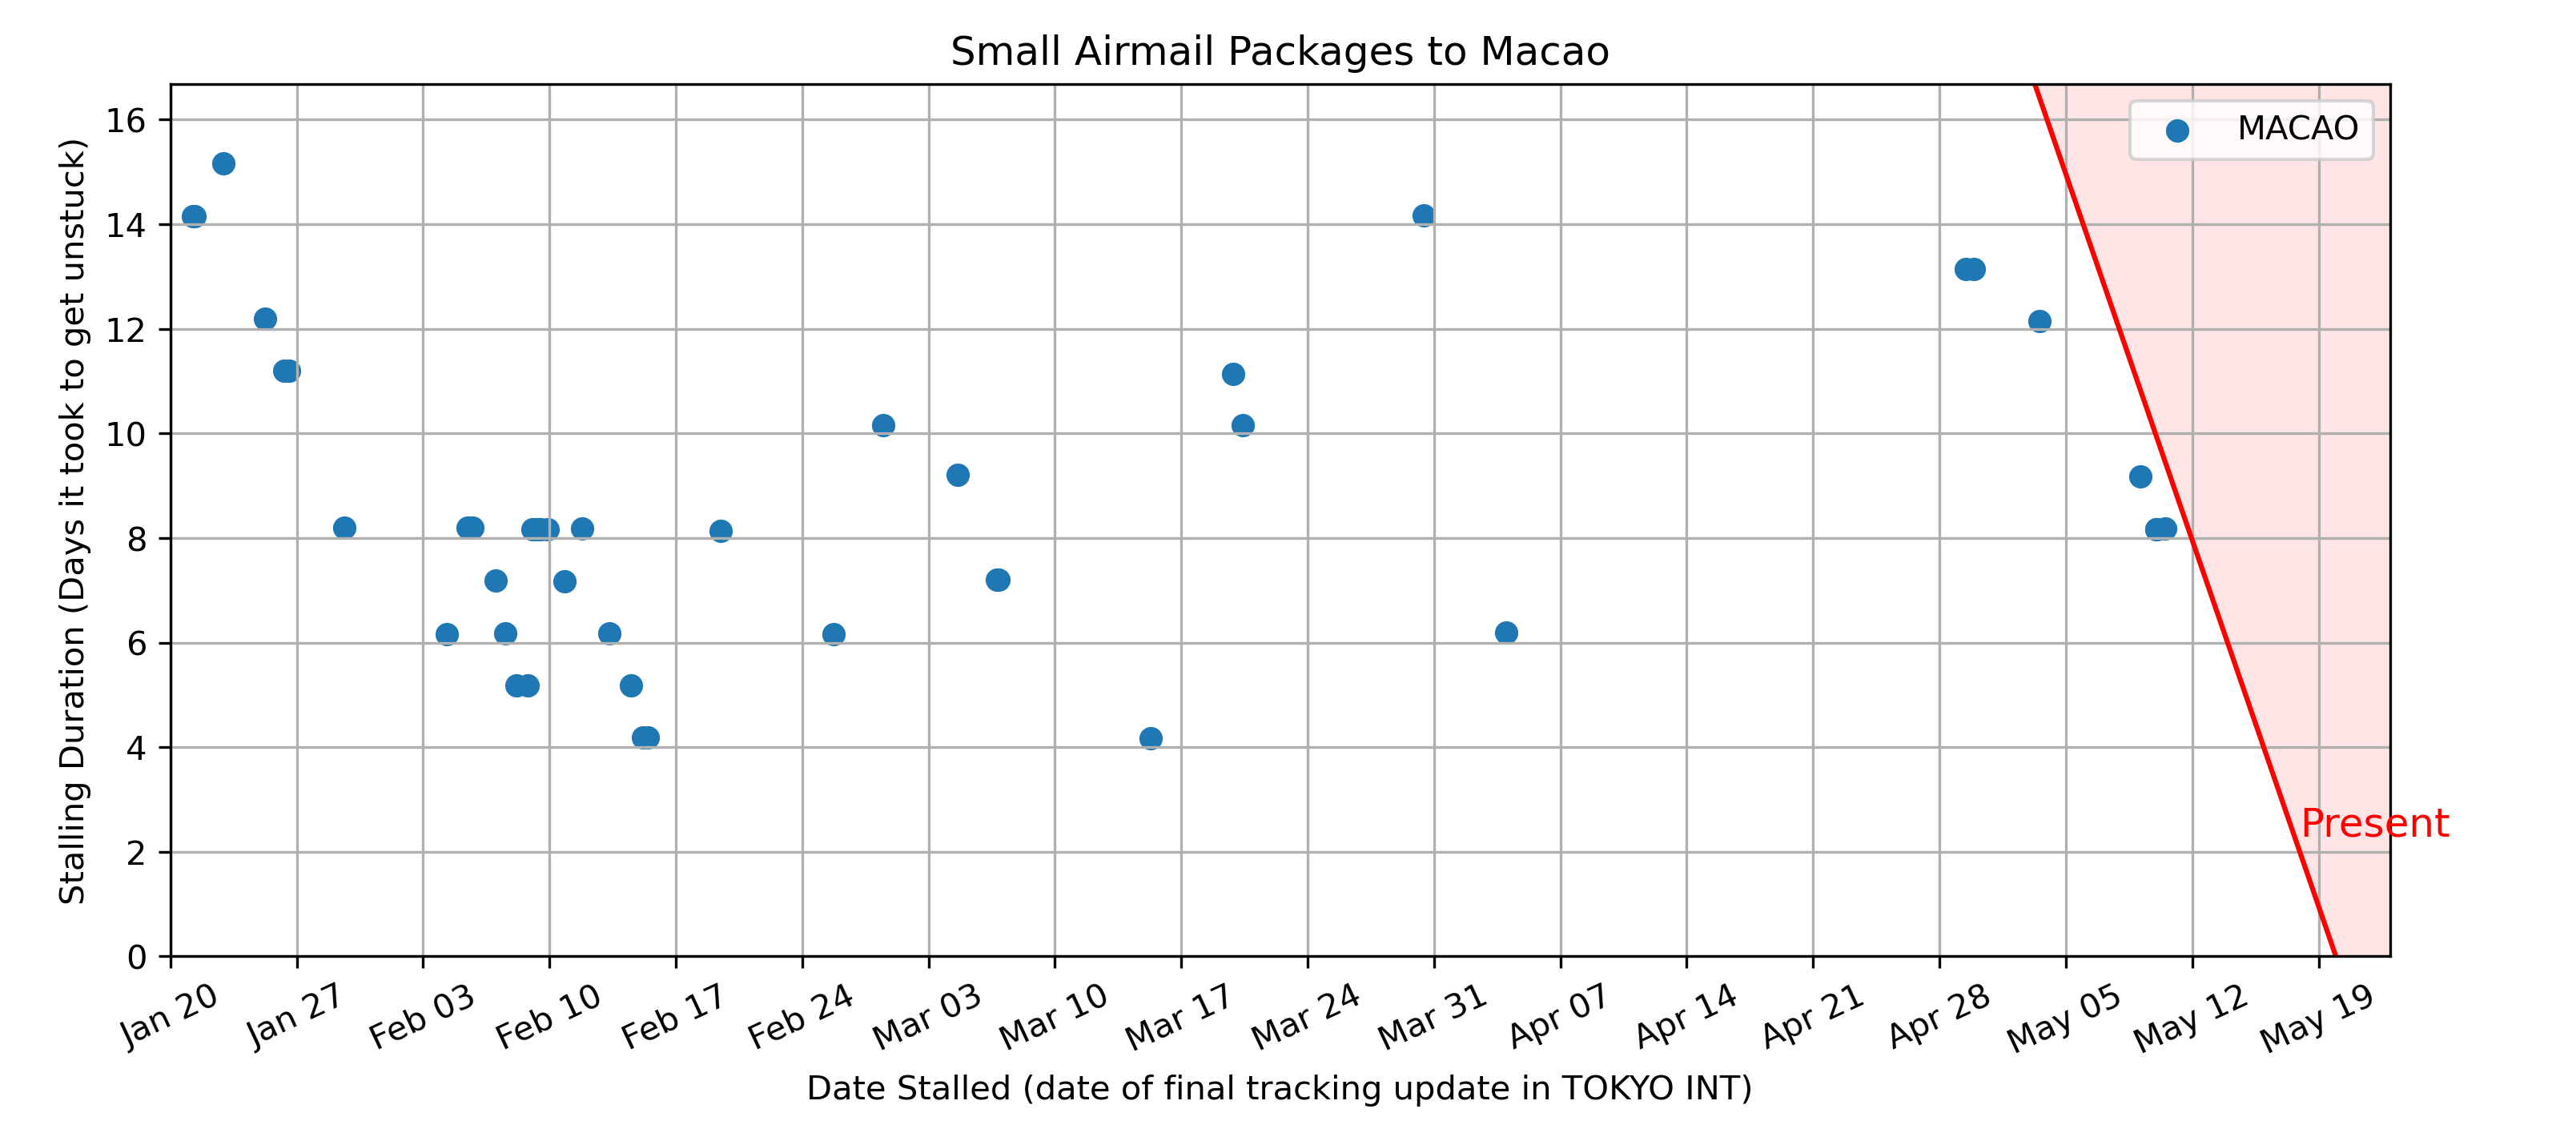 Small Airmail Packages to Macao
MACAO
16
14
12
10
8
6
4
2
0
Stalling Duration (Days it took to get unstuck)
Present
Jan 20
Jan 27
Feb 03
Feb 10
Feb 17
Feb 24
Mar 03
Mar 10
Mar 17
Mar 24
Mar 31
Apr 07
Apr 14
Apr 21
Apr 28
May 05
May 12
May 19
Date Stalled (date of final tracking update in TOKYO INT)